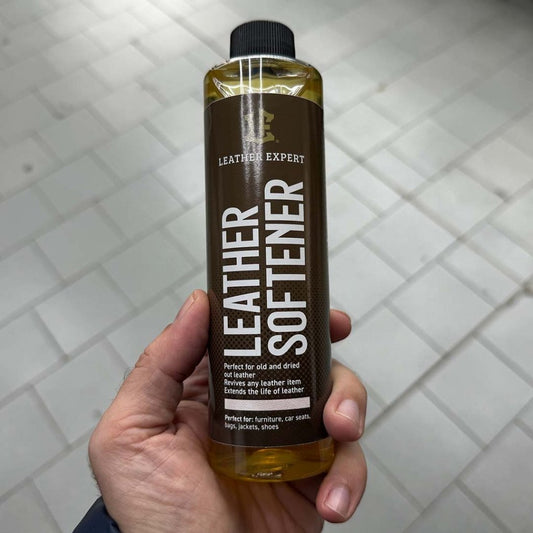 LEATHER EXPERT
LEATHER
SOFTENER
Perfect for old and dried
out leather
Revives any leather item
Extends the life of leather
Perfect for: furniture, car seats,
bags, jackets, shoes